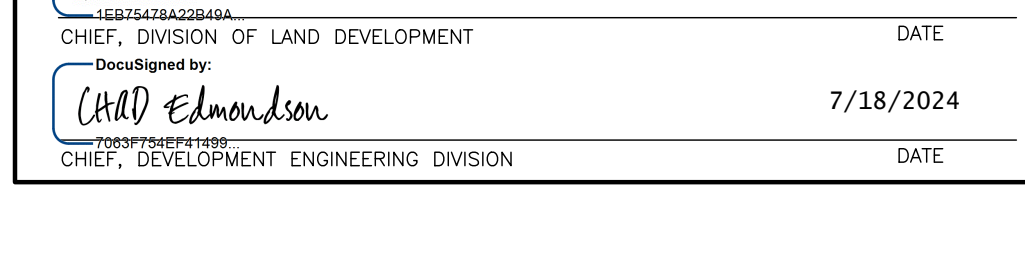 1EB75478A22B49A...
CHIEF, DIVISION OF LAND DEVELOPMENT DATE
DocuSigned by:
CHAD Edmondson 7/18/2024
7063F754EF41499...
CHIEF, DEVELOPMENT ENGINEERING DIVISION DATE